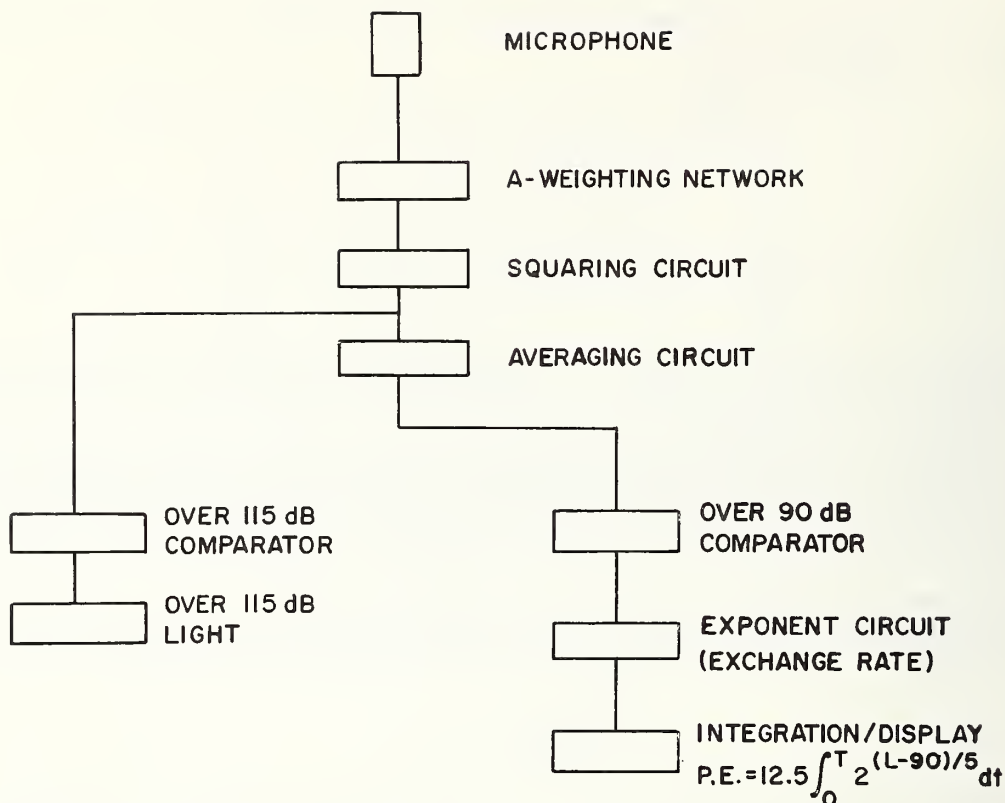 MICROPHONE
A-WEIGHTING NETWORK
SQUARING CIRCUIT
AVERAGING CIRCUIT
OVER 115 dB
COMPARATOR
OVER 115 dB
LIGHT
OVER 90 dB
COMPARATOR
EXPONENT CIRCUIT
(EXCHANGE RATE)
INTEGRATION/DISPLAY
P.E.=12.5∫₀ᵀ 2^(L-90)/5 dt